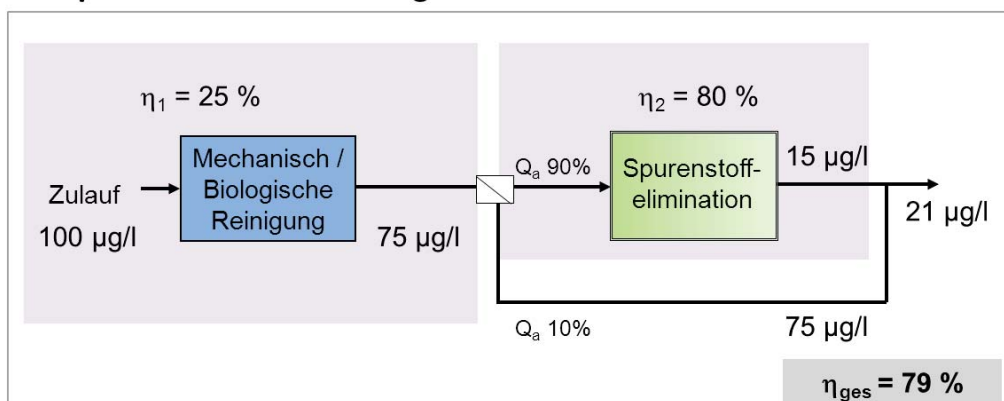 η₁ = 25 %
η₂ = 80 %
Mechanisch /
Biologische
Reinigung
Zulauf
100 µg/l
75 µg/l
Qₐ 90%
Spurenstoff-
elimination
15 µg/l
21 µg/l
Qₐ 10%
75 µg/l
ηges = 79 %